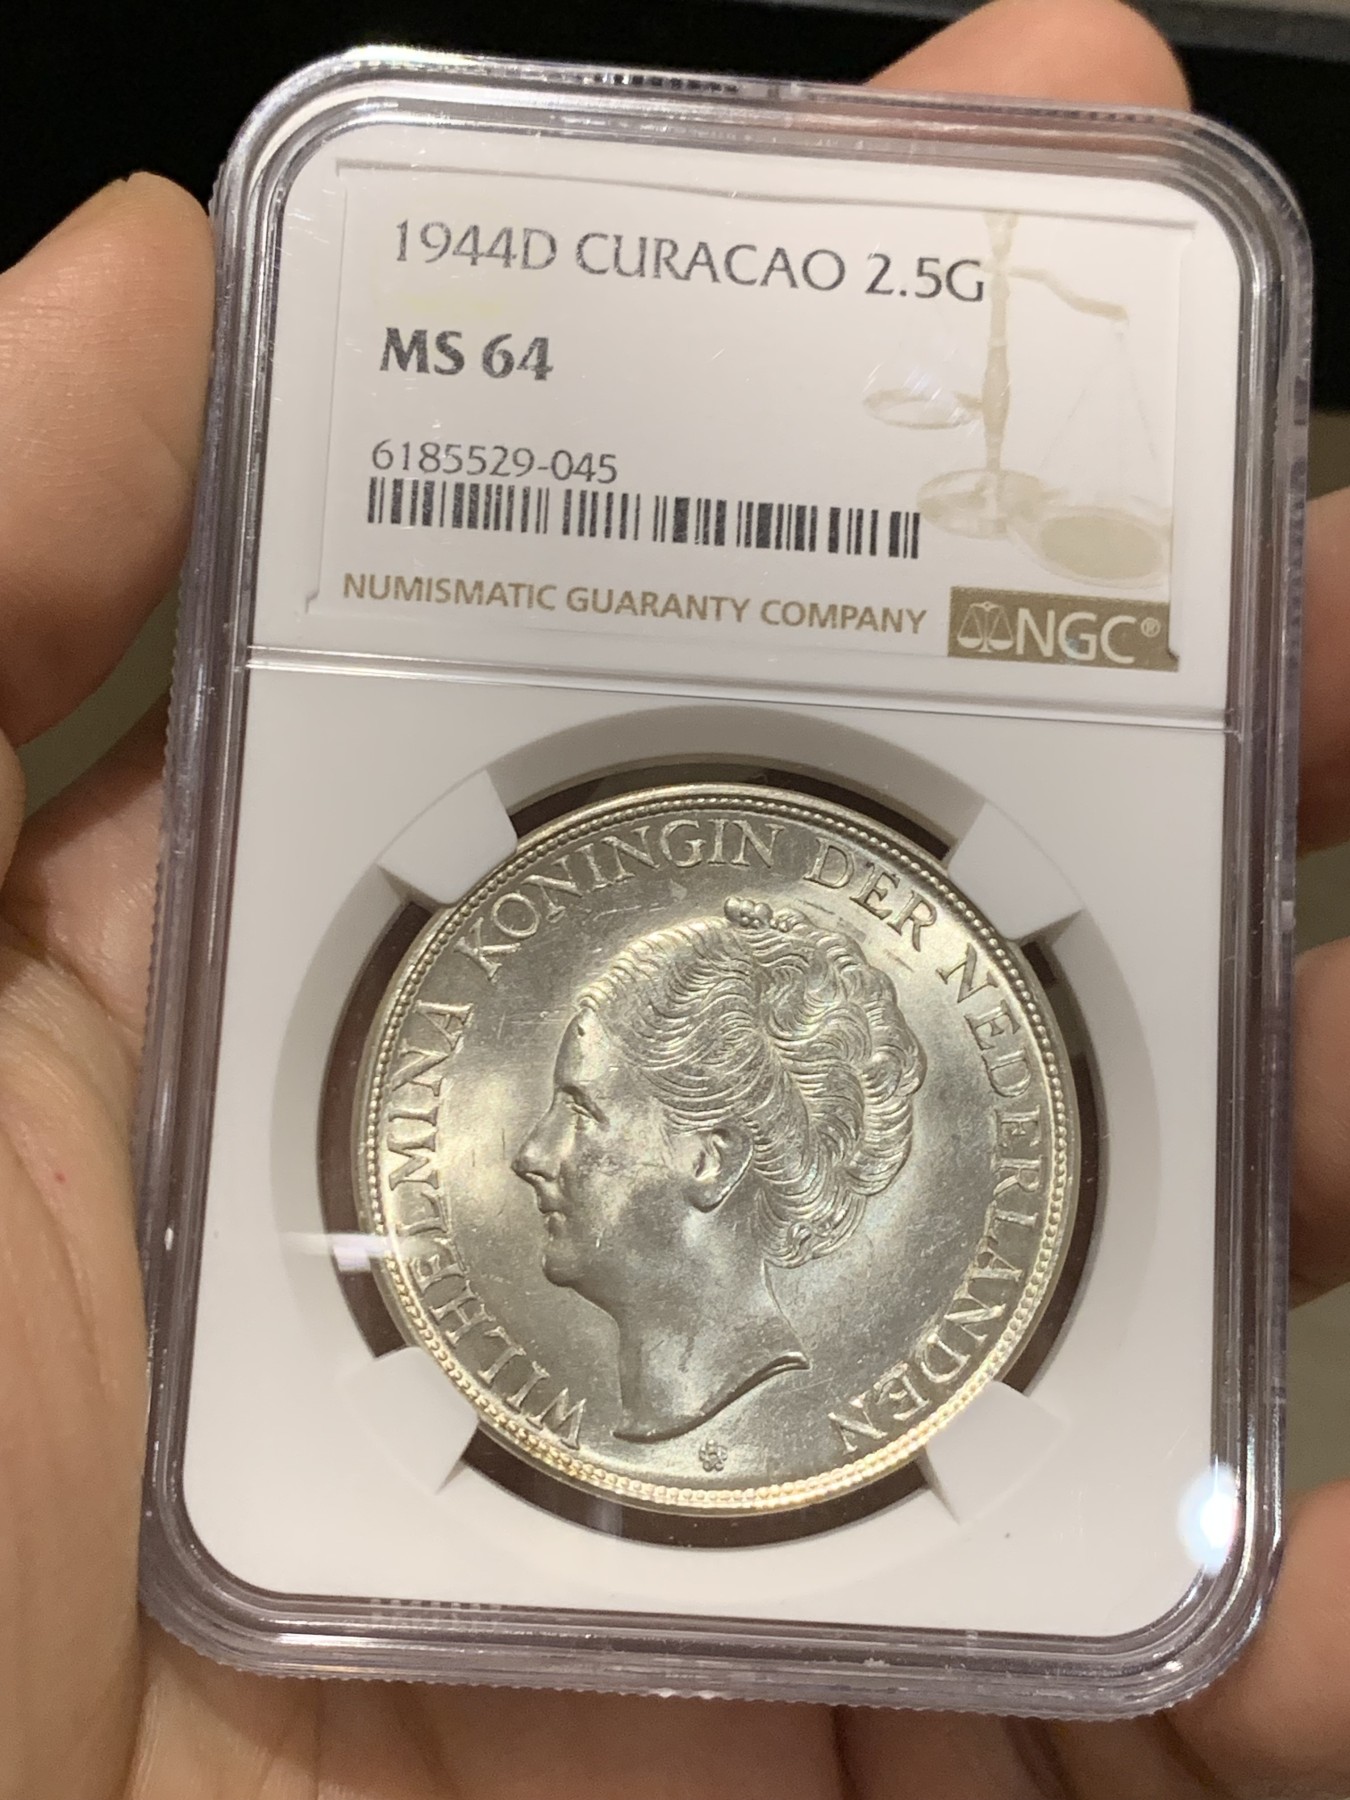 1944D CURACAO 2.5G
MS 64
6185529-045
NUMISMATIC GUARANTY COMPANY
NGC®
WILHELMINA KONINGIN DER NEDERLANDEN